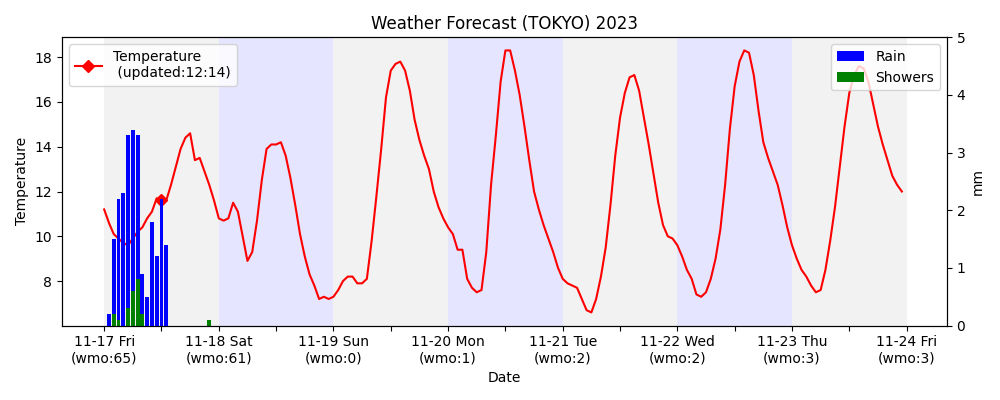 Weather Forecast (TOKYO) 2023
Temperature
(updated:12:14)
Rain
Showers
Temperature
18
16
14
12
10
8
5
4
3
2
1
0
mm
11-17 Fri
(wmo:65)
11-18 Sat
(wmo:61)
11-19 Sun
(wmo:0)
11-20 Mon
(wmo:1)
11-21 Tue
(wmo:2)
11-22 Wed
(wmo:2)
11-23 Thu
(wmo:3)
11-24 Fri
(wmo:3)
Date